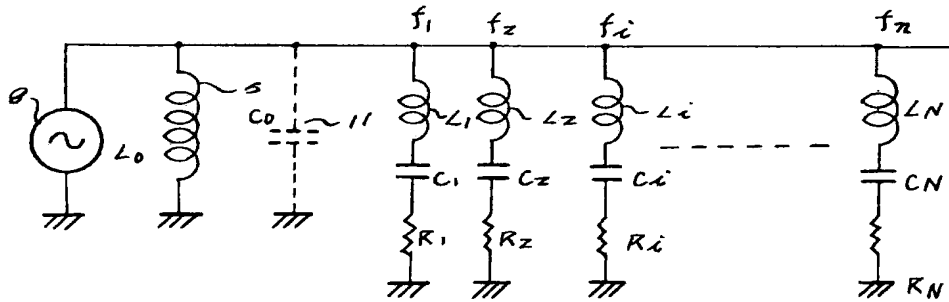 f1 f2 fi fn
8 L0 5 C0 11 L1 L2 Li LN
C1 C2 Ci CN
R1 R2 Ri RN